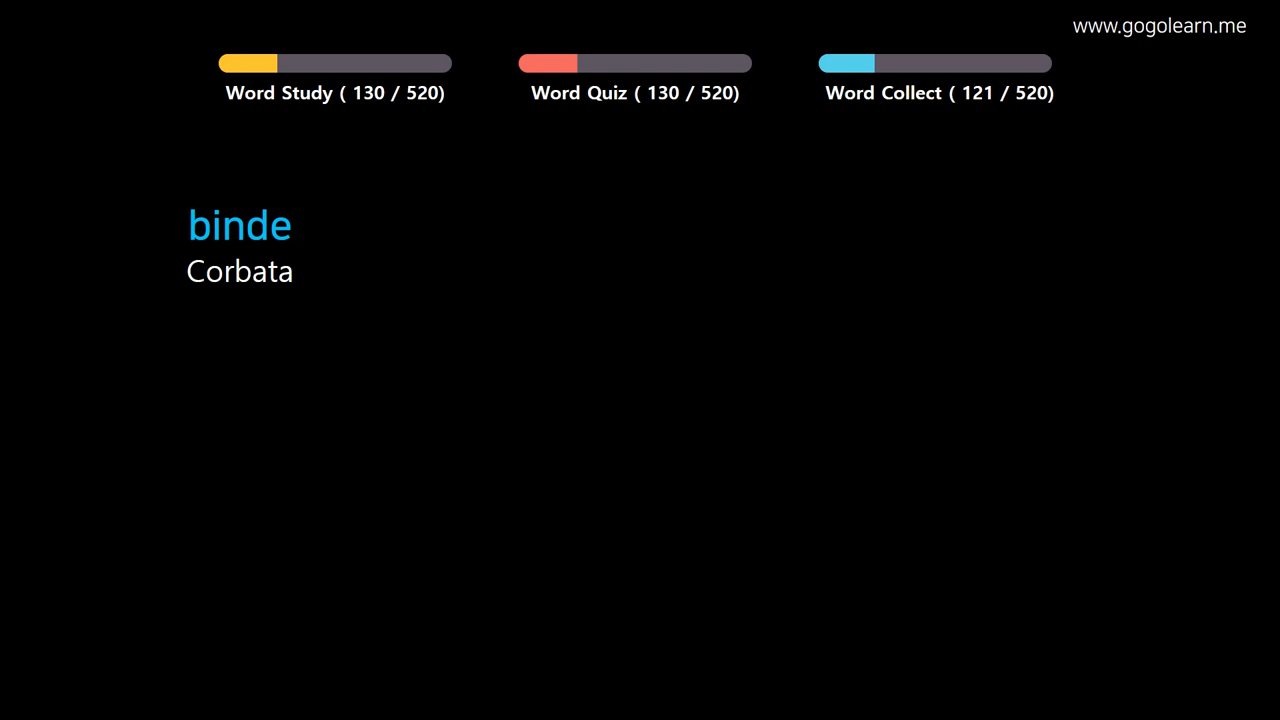 www.gogolearn.me
Word Study ( 130 / 520)
Word Quiz ( 130 / 520)
Word Collect ( 121 / 520)
binde
Corbata